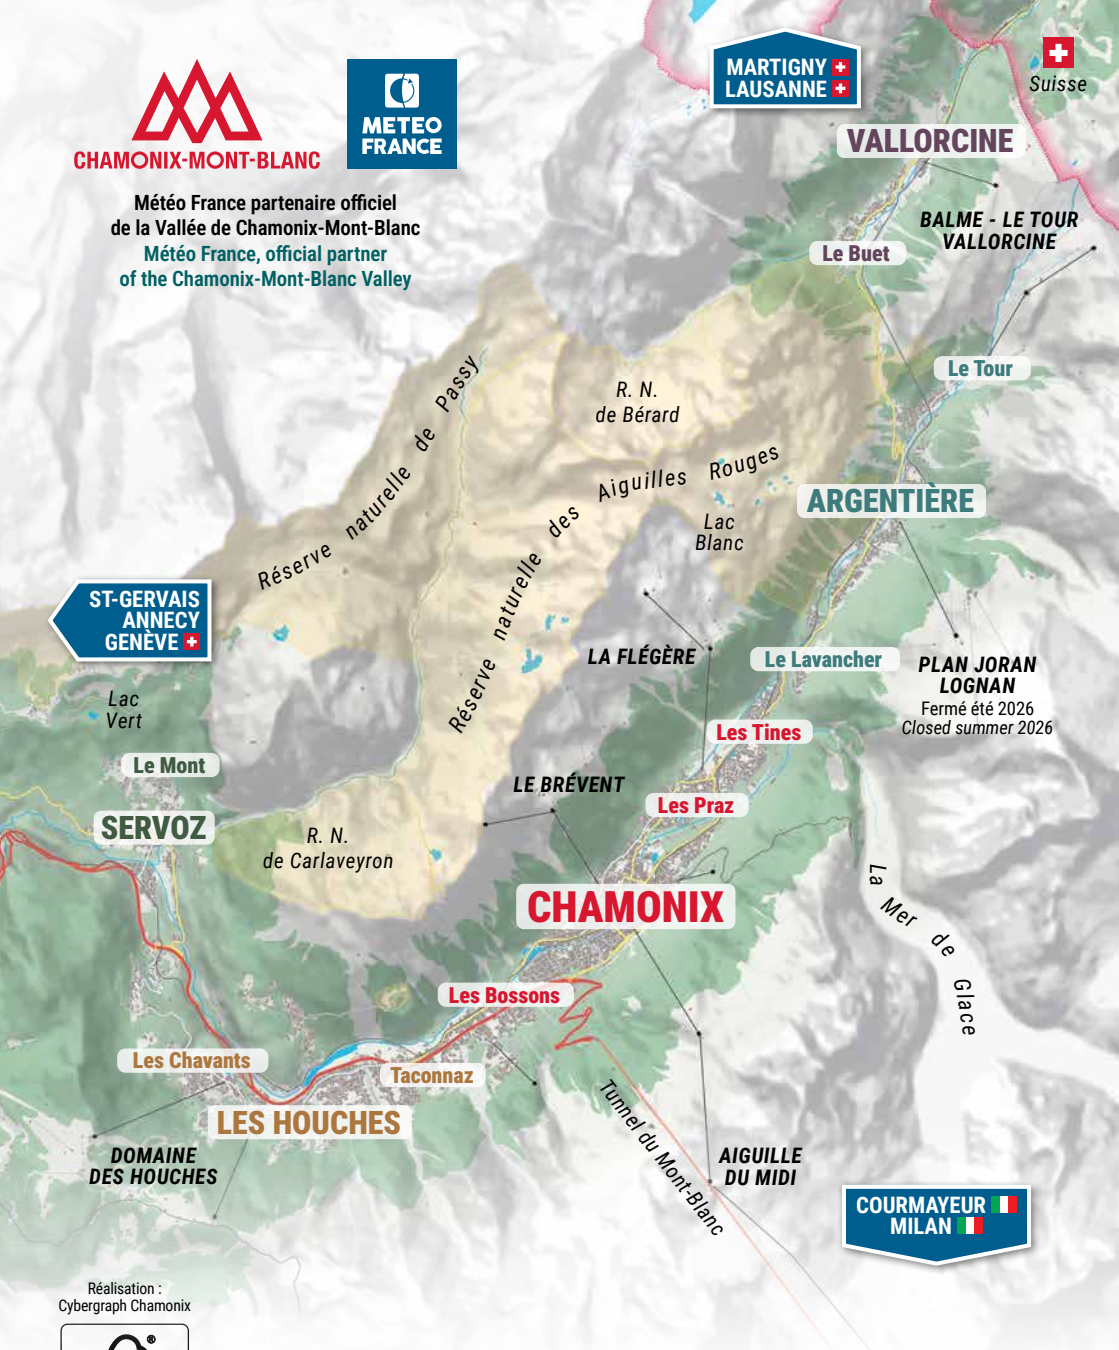 MARTIGNY
LAUSANNE
Suisse
CHAMONIX-MONT-BLANC
METEO
FRANCE
VALLORCINE
Météo France partenaire officiel
de la Vallée de Chamonix-Mont-Blanc
Météo France, official partner
of the Chamonix-Mont-Blanc Valley
BALME - LE TOUR
VALLORCINE
Le Buet
Le Tour
Réserve naturelle de Passy
R. N.
de Bérard
Réserve naturelle des Aiguilles Rouges
Lac
Blanc
ARGENTIÈRE
ST-GERVAIS
ANNECY
GENÈVE
LA FLÉGÈRE
Le Lavancher
PLAN JORAN
LOGNAN
Fermé été 2026
Closed summer 2026
Lac
Vert
Les Tines
Le Mont
LE BRÉVENT
Les Praz
SERVOZ
R. N.
de Carlaveyron
La Mer de Glace
CHAMONIX
Les Bossons
Les Chavants
Taconnaz
LES HOUCHES
Tunnel du Mont-Blanc
DOMAINE
DES HOUCHES
AIGUILLE
DU MIDI
COURMAYEUR
MILAN
Réalisation :
Cybergraph Chamonix
®